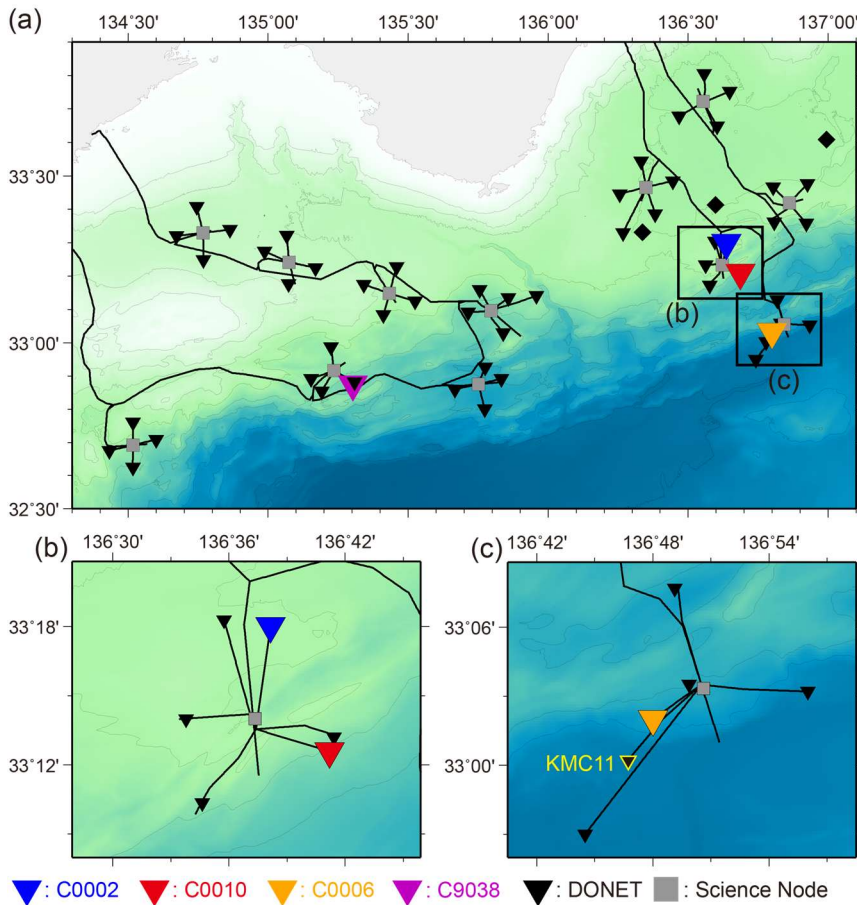 (a)
134˚30' 135˚00' 135˚30' 136˚00' 136˚30' 137˚00'
33˚30'
33˚00'
32˚30'
(b)
(c)
(b)
136˚30' 136˚36' 136˚42'
33˚18'
33˚12'
(c)
136˚42' 136˚48' 136˚54'
33˚06'
33˚00'
KMC11
: C0002 : C0010 : C0006 : C9038 : DONET : Science Node